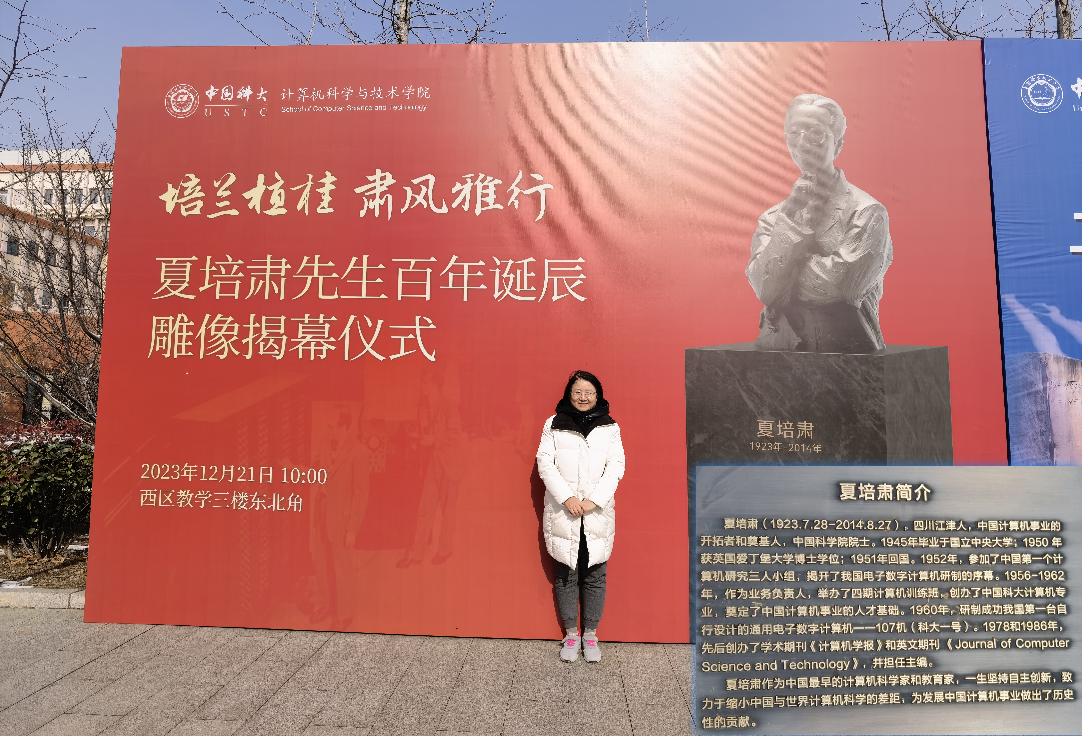 中国科大
USTC
计算机科学与技术学院
School of Computer Science and Technology
培兰植桂 肃风雅行
夏培肃先生百年诞辰
雕像揭幕仪式
2023年12月21日 10:00
西区教学三楼东北角
夏培肃
1923年-2014年
夏培肃简介
夏培肃（1923.7.28-2014.8.27），四川江津人，中国计算机事业的
开拓者和奠基人，中国科学院院士。1945年毕业于国立中央大学；1950年
获英国爱丁堡大学博士学位；1951年回国。1952年，参加了中国第一个计
算机研究三人小组，揭开了我国电子数字计算机研制的序幕。1956-1962
年，作为业务负责人，举办了四期计算机训练班，创办了中国科大计算机专
业，奠定了中国计算机事业的人才基础。1960年，研制成功我国第一台自
行设计的通用电子数字计算机——107机（科大一号）。1978和1986年，
先后创办了学术期刊《计算机学报》和英文期刊《Journal of Computer
Science and Technology》，并担任主编。
夏培肃作为中国最早的计算机科学家和教育家，一生坚持自主创新，致
力于缩小中国与世界计算机科学的差距，为发展中国计算机事业做出了历史
性的贡献。